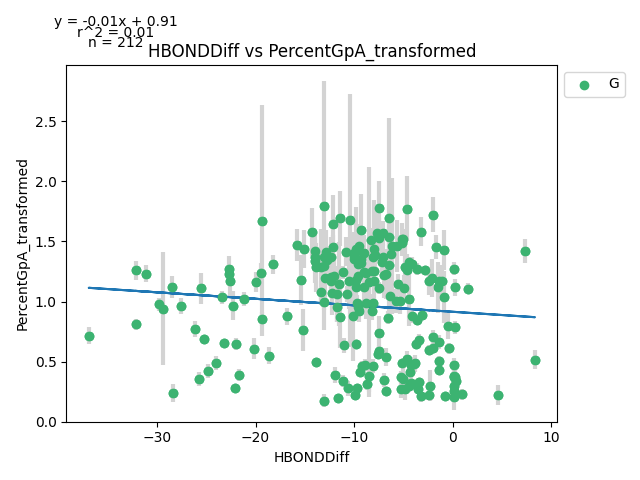 y = -0.01x + 0.91
r^2 = 0.01
n = 212
HBONDDiff vs PercentGpA_transformed
G
PercentGpA_transformed
2.5
2.0
1.5
1.0
0.5
0.0
−30
−20
−10
0
10
HBONDDiff